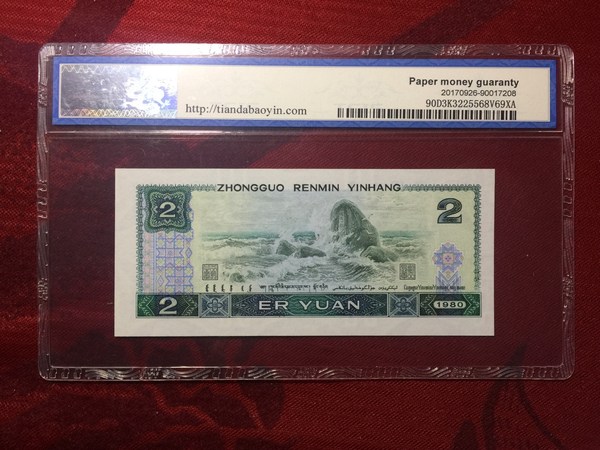 Paper money guaranty
20170926-90017208
http://tiandabaoyin.com
90D3K3225568V69XA
ZHONGGUO RENMIN YINHANG
2
2
2
ER YUAN
1980